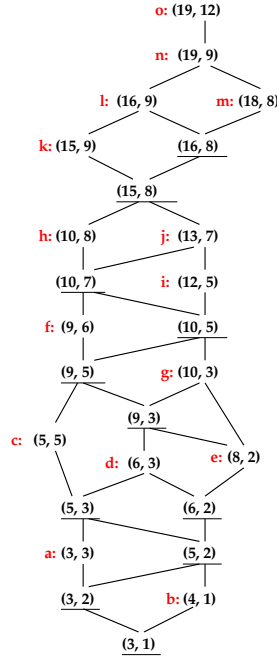 o: (19, 12)
n: (19, 9)
l: (16, 9) m: (18, 8)
k: (15, 9) (16, 8)
(15, 8)
h: (10, 8) j: (13, 7)
(10, 7) i: (12, 5)
f: (9, 6) (10, 5)
(9, 5) g: (10, 3)
(9, 3)
c: (5, 5) e: (8, 2)
d: (6, 3)
(5, 3) (6, 2)
a: (3, 3) (5, 2)
(3, 2) b: (4, 1)
(3, 1)